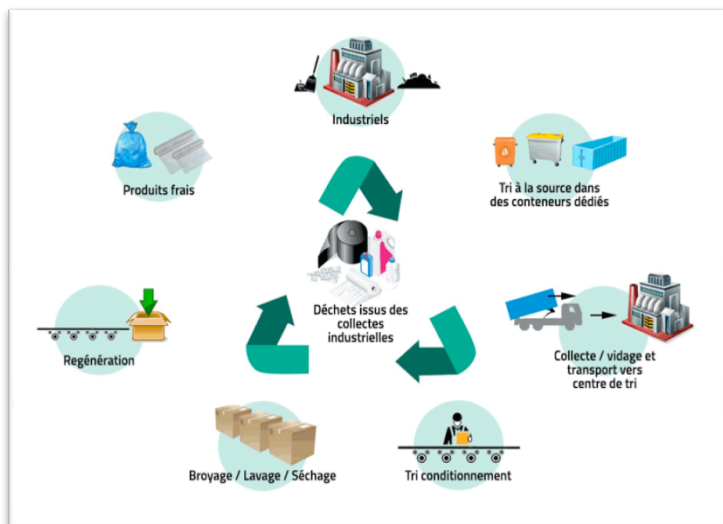 Industriels
Produits frais
Tri à la source dans
des conteneurs dédiés
Déchets issus des
collectes
industrielles
Regénération
Collecte / vidage et
transport vers
centre de tri
Broyage / Lavage / Séchage
Tri conditionnement